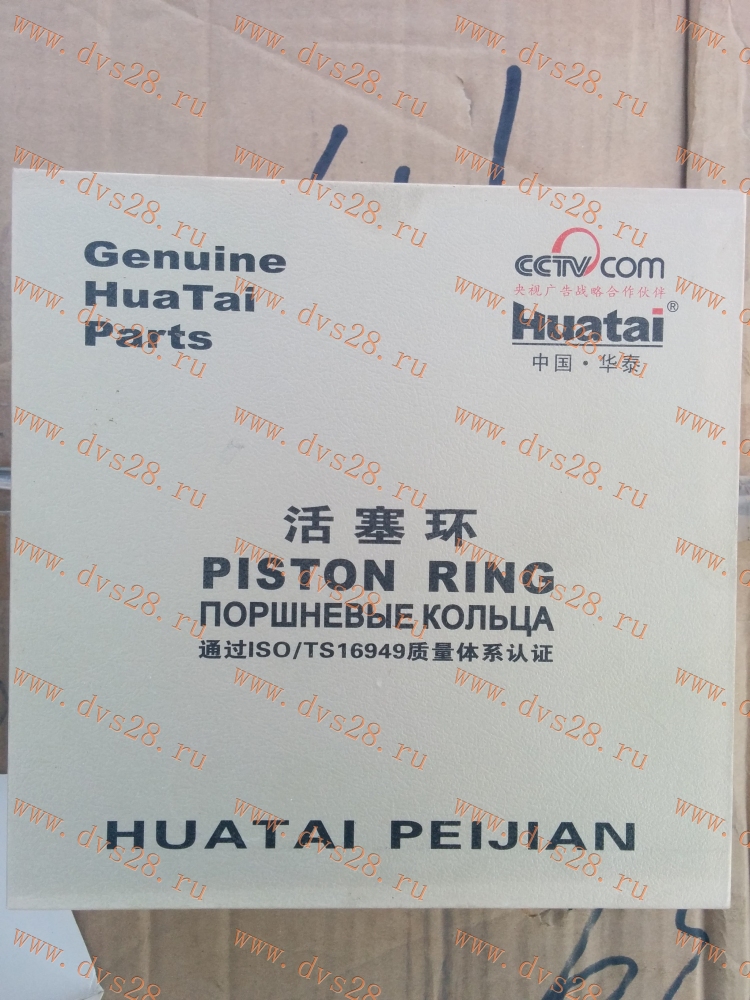 Genuine
HuaTai
Parts
CCTV.COM
央视广告战略合作伙伴
Huatai®
中国·华泰
活塞环
PISTON RING
ПОРШНЕВЫЕ КОЛЬЦА
通过ISO/TS16949质量体系认证
HUATAI PEIJIAN
www.dvs28.ru